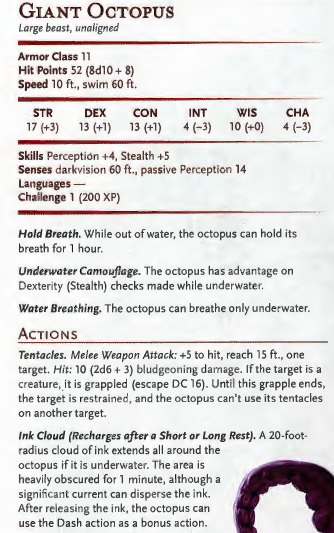 GIANT OCTOPUS
Large beast, unaligned
Armor Class 11
Hit Points 52 (8d10 + 8)
Speed 10 ft., swim 60 ft.
STR DEX CON INT WIS CHA
17 (+3) 13 (+1) 13 (+1) 4 (−3) 10 (+0) 4 (−3)
Skills Perception +4, Stealth +5
Senses darkvision 60 ft., passive Perception 14
Languages —
Challenge 1 (200 XP)
Hold Breath. While out of water, the octopus can hold its
breath for 1 hour.
Underwater Camouflage. The octopus has advantage on
Dexterity (Stealth) checks made while underwater.
Water Breathing. The octopus can breathe only underwater.
ACTIONS
Tentacles. Melee Weapon Attack: +5 to hit, reach 15 ft., one
target. Hit: 10 (2d6 + 3) bludgeoning damage. If the target is a
creature, it is grappled (escape DC 16). Until this grapple ends,
the target is restrained, and the octopus can't use its tentacles
on another target.
Ink Cloud (Recharges after a Short or Long Rest). A 20-foot-
radius cloud of ink extends all around the
octopus if it is underwater. The area is
heavily obscured for 1 minute, although a
significant current can disperse the ink.
After releasing the ink, the octopus can
use the Dash action as a bonus action.